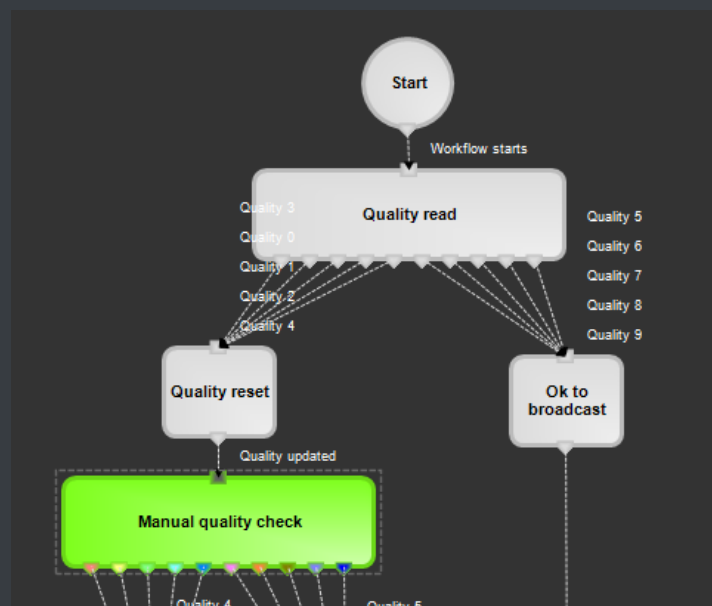 Start
Workflow starts
Quality read
Quality 3
Quality 0
Quality 1
Quality 2
Quality 4
Quality 5
Quality 6
Quality 7
Quality 8
Quality 9
Quality reset
Ok to
broadcast
Quality updated
Manual quality check
Quality 4
Quality 5